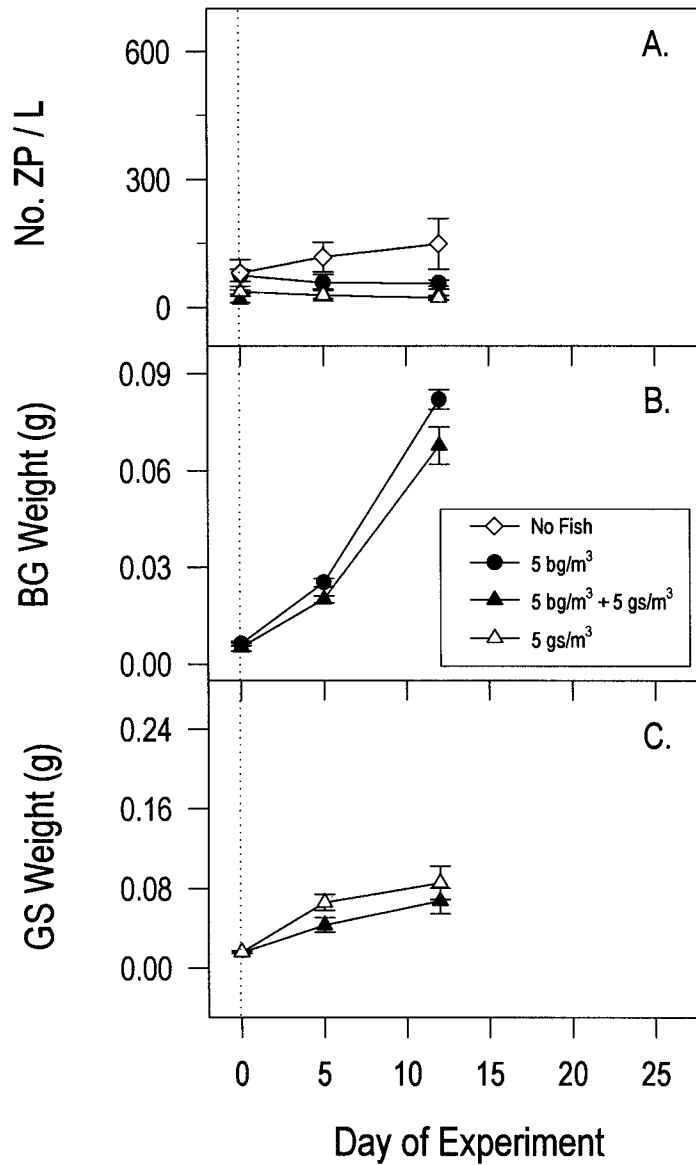 A.
No. ZP / L
600
300
0
B.
BG Weight (g)
0.09
0.06
0.03
0.00
No Fish
5 bg/m³
5 bg/m³ + 5 gs/m³
5 gs/m³
C.
GS Weight (g)
0.24
0.16
0.08
0.00
0 5 10 15 20 25
Day of Experiment